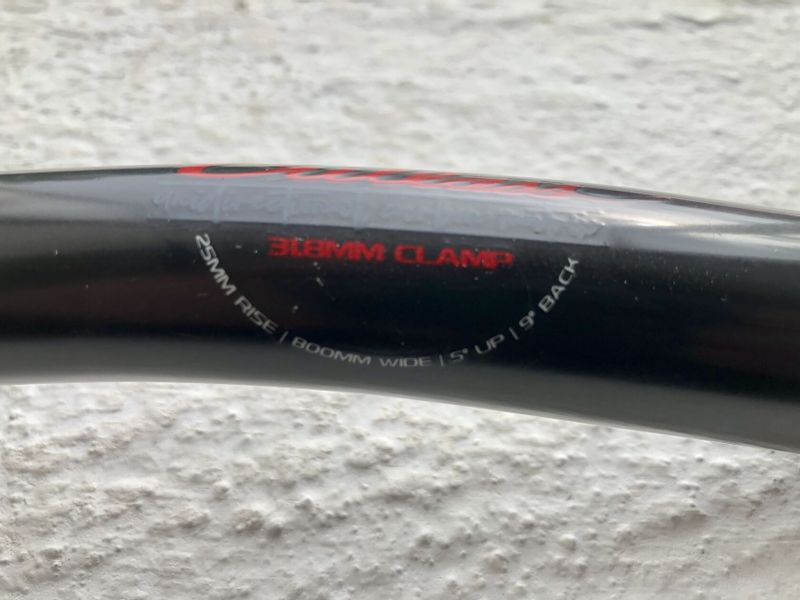 31.8MM CLAMP
25MM RISE | 800MM WIDE | 5° UP | 9° BACK